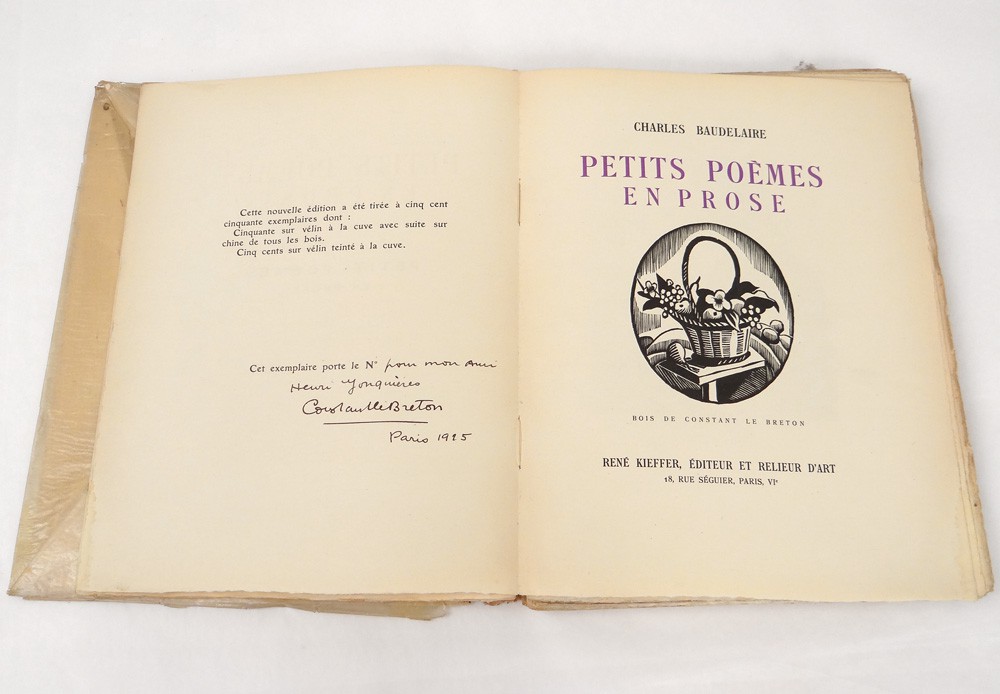 Cette nouvelle édition a été tirée à cinq cent
cinquante exemplaires dont :
Cinquante sur vélin à la cuve avec suite sur
chine de tous les bois.
Cinq cents sur vélin teinté à la cuve.
Cet exemplaire porte le N° pour mon ami
Henri Jonquières
Constant Le Breton
Paris 1925
CHARLES BAUDELAIRE
PETITS POÈMES
EN PROSE
BOIS DE CONSTANT LE BRETON
RENÉ KIEFFER, ÉDITEUR ET RELIEUR D'ART
18, RUE SÉGUIER, PARIS, VIe